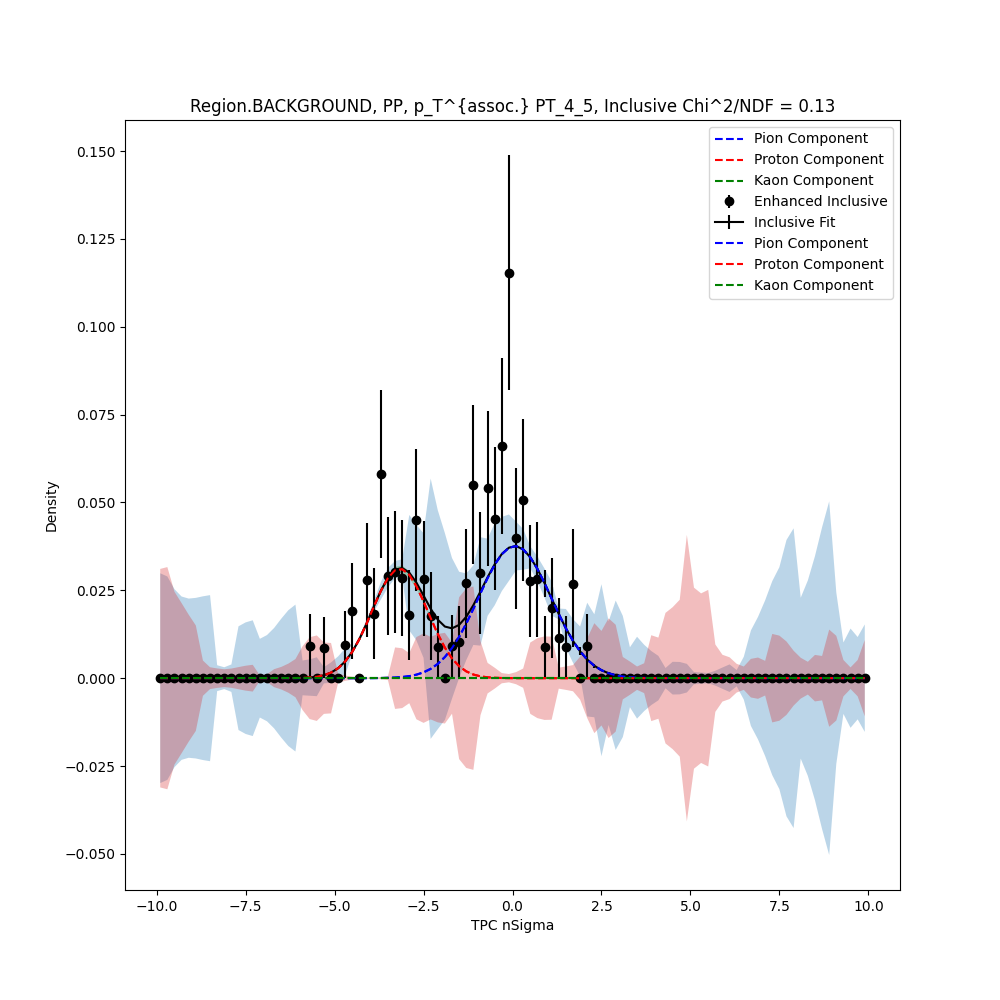 Region.BACKGROUND, PP, p_T^{assoc.} PT_4_5, Inclusive Chi^2/NDF = 0.13
Pion Component
Proton Component
Kaon Component
Enhanced Inclusive
Inclusive Fit
Pion Component
Proton Component
Kaon Component
0.150
0.125
0.100
0.075
0.050
0.025
0.000
−0.025
−0.050
Density
−10.0 −7.5 −5.0 −2.5 0.0 2.5 5.0 7.5 10.0
TPC nSigma